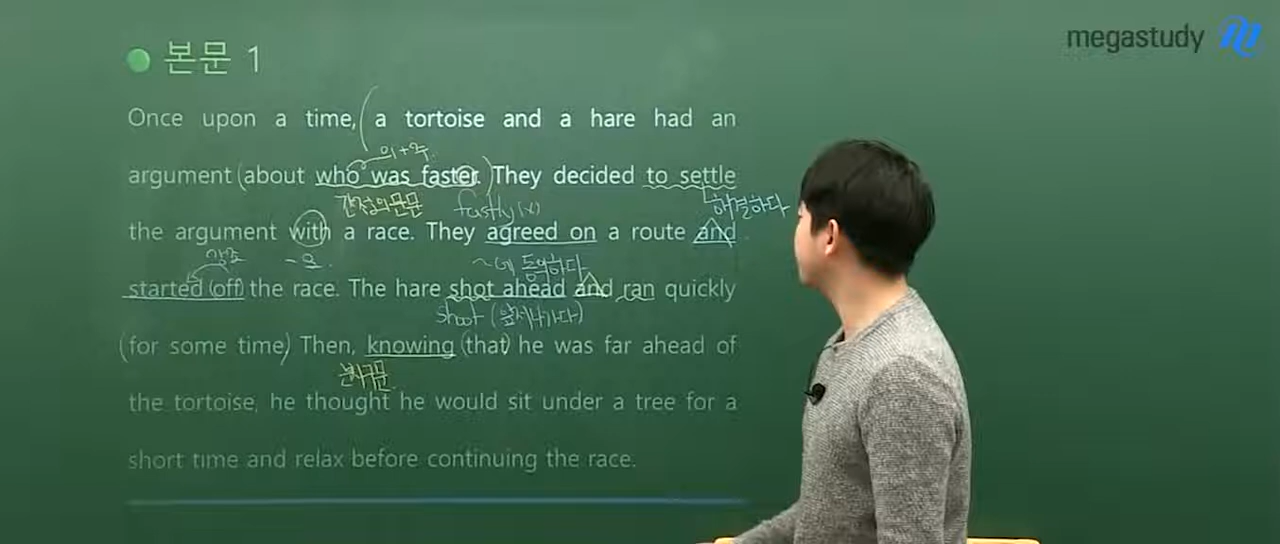 megastudy
본문 1
Once upon a time, (a tortoise and a hare had an
의+주
argument (about who was faster.) They decided to settle
간접의문문 fastly(x) 해결하다
the argument with a race. They agreed on a route and
강조 ~로 ~에 동의하다
started (off) the race. The hare shot ahead and ran quickly
shoot (앞서나가다)
(for some time) Then, knowing (that) he was far ahead of
분사구문
the tortoise, he thought he would sit under a tree for a
short time and relax before continuing the race.